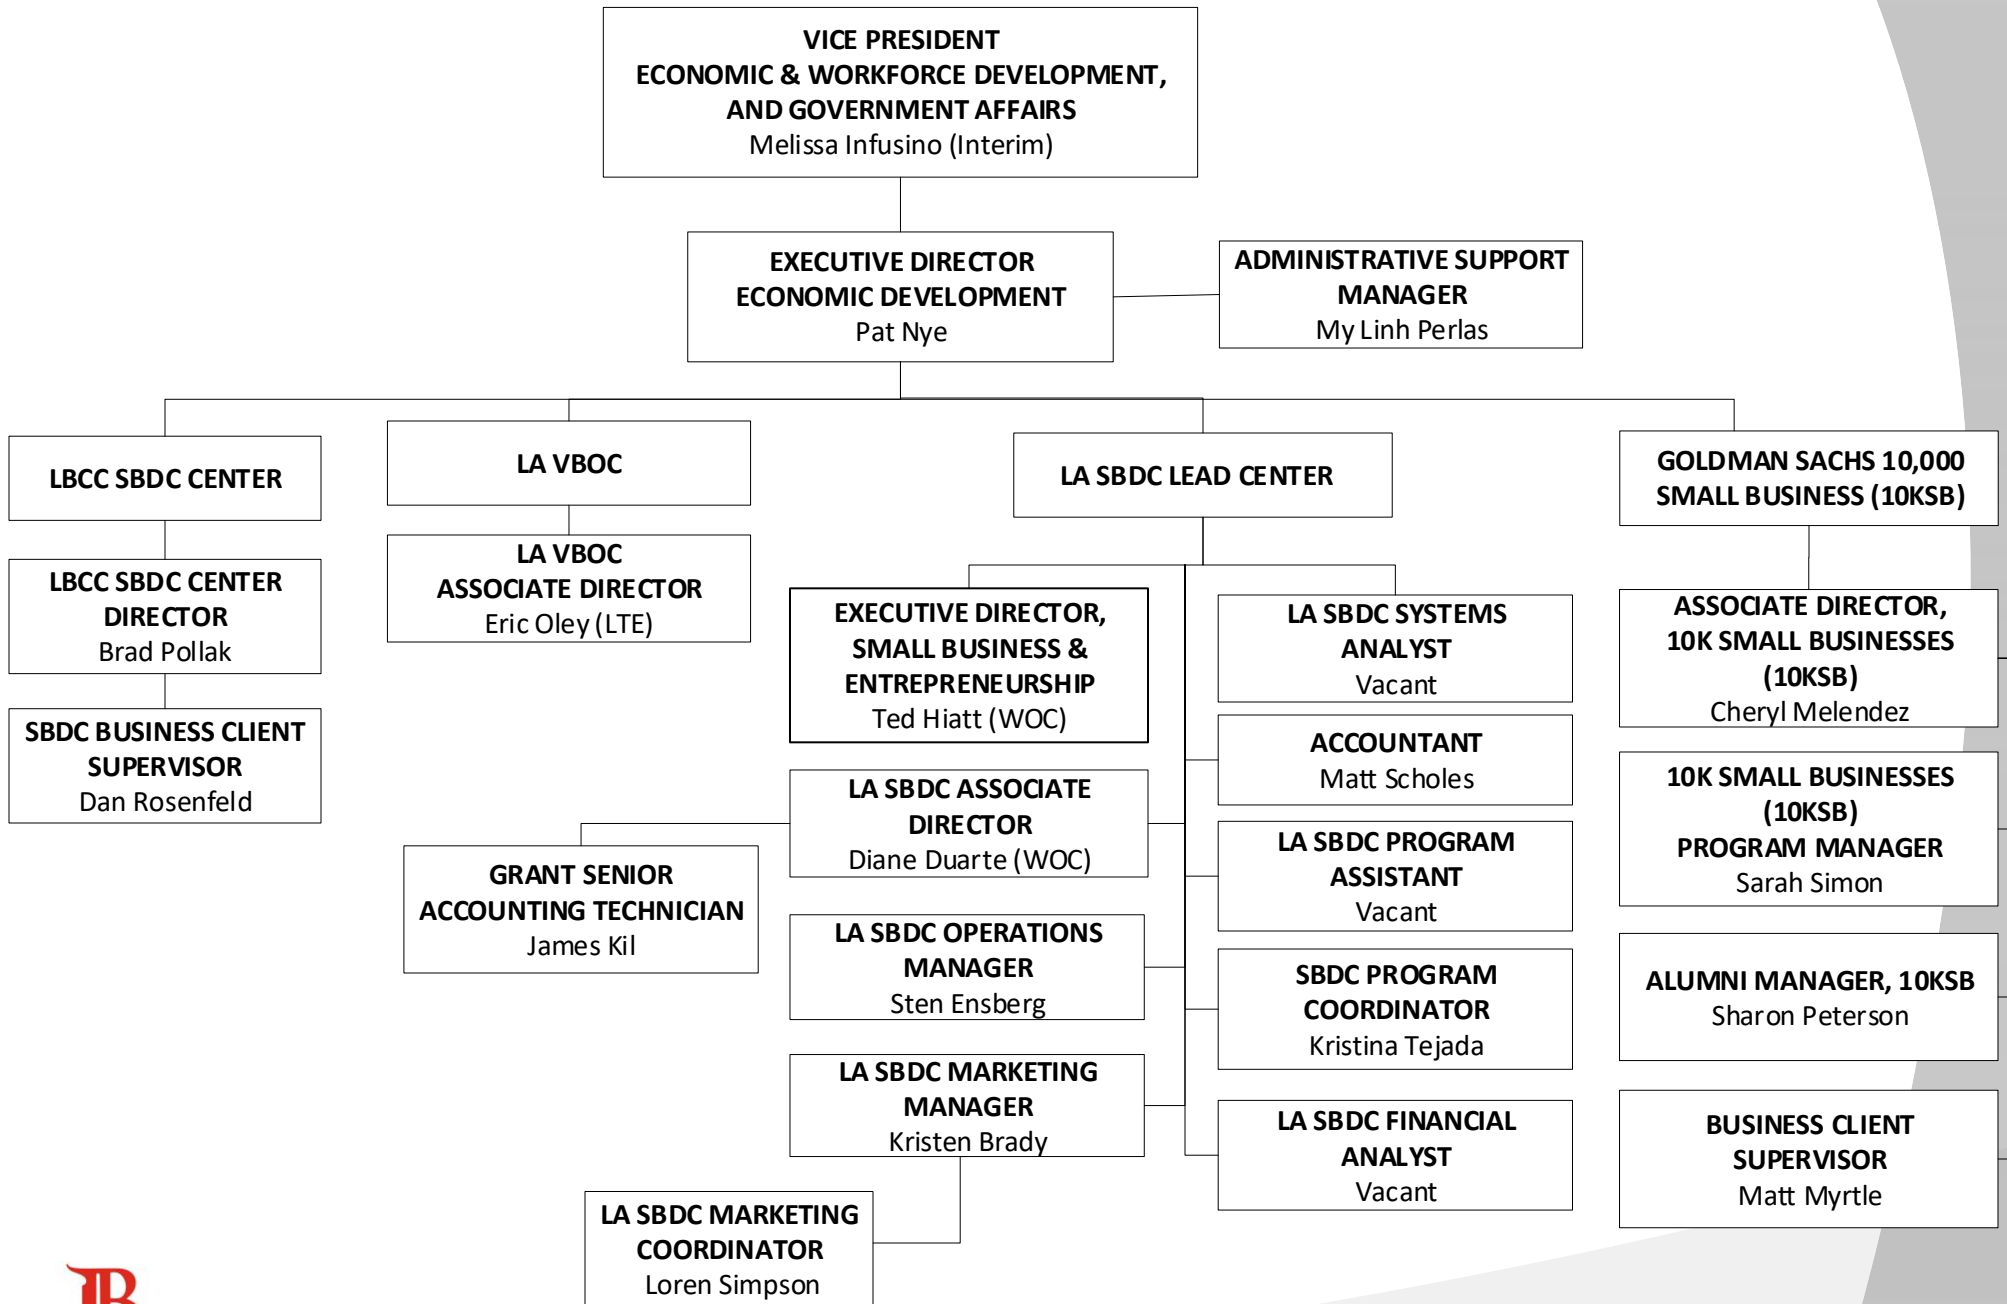 VICE PRESIDENT
ECONOMIC & WORKFORCE DEVELOPMENT,
AND GOVERNMENT AFFAIRS
Melissa Infusino (Interim)
EXECUTIVE DIRECTOR
ECONOMIC DEVELOPMENT
Pat Nye
ADMINISTRATIVE SUPPORT
MANAGER
My Linh Perlas
LBCC SBDC CENTER
LA VBOC
LA SBDC LEAD CENTER
GOLDMAN SACHS 10,000
SMALL BUSINESS (10KSB)
LBCC SBDC CENTER
DIRECTOR
Brad Pollak
SBDC BUSINESS CLIENT
SUPERVISOR
Dan Rosenfeld
LA VBOC
ASSOCIATE DIRECTOR
Eric Oley (LTE)
EXECUTIVE DIRECTOR,
SMALL BUSINESS &
ENTREPRENEURSHIP
Ted Hiatt (WOC)
LA SBDC ASSOCIATE
DIRECTOR
Diane Duarte (WOC)
GRANT SENIOR
ACCOUNTING TECHNICIAN
James Kil
LA SBDC OPERATIONS
MANAGER
Sten Ensberg
LA SBDC MARKETING
MANAGER
Kristen Brady
LA SBDC MARKETING
COORDINATOR
Loren Simpson
LA SBDC SYSTEMS
ANALYST
Vacant
ACCOUNTANT
Matt Scholes
LA SBDC PROGRAM
ASSISTANT
Vacant
SBDC PROGRAM
COORDINATOR
Kristina Tejada
LA SBDC FINANCIAL
ANALYST
Vacant
ASSOCIATE DIRECTOR,
10K SMALL BUSINESSES
(10KSB)
Cheryl Melendez
10K SMALL BUSINESSES
(10KSB)
PROGRAM MANAGER
Sarah Simon
ALUMNI MANAGER, 10KSB
Sharon Peterson
BUSINESS CLIENT
SUPERVISOR
Matt Myrtle